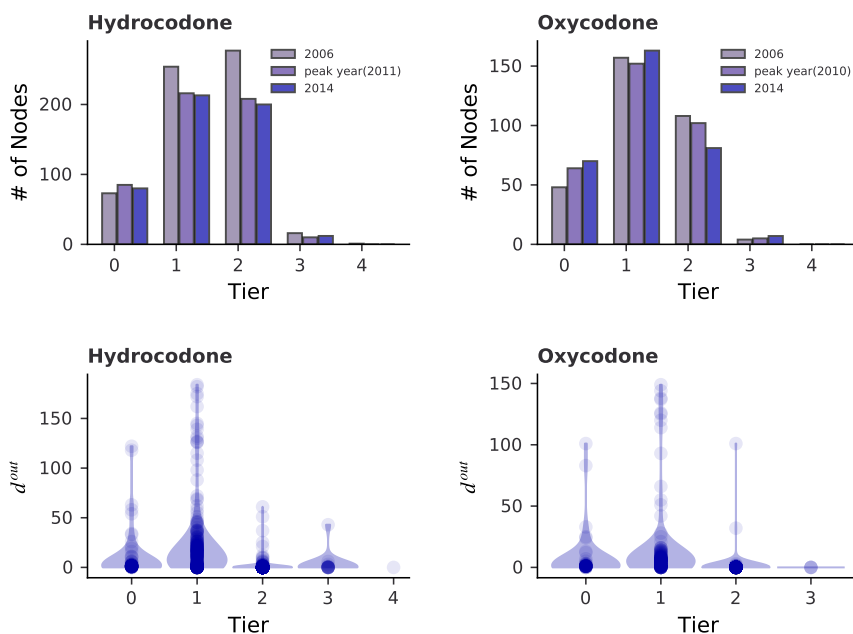 Hydrocodone
# of Nodes
200
100
0
2006
peak year(2011)
2014
0 1 2 3 4
Tier
Oxycodone
# of Nodes
150
100
50
0
2006
peak year(2010)
2014
0 1 2 3 4
Tier
Hydrocodone
d^out
150
100
50
0
0 1 2 3 4
Tier
Oxycodone
d^out
150
100
50
0
0 1 2 3
Tier